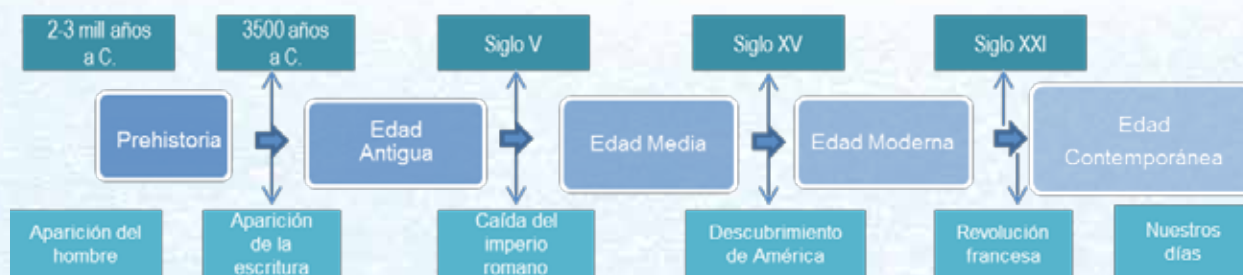 2-3 mill años
a C.
3500 años
a C.
Siglo V
Siglo XV
Siglo XXI
Prehistoria
Edad
Antigua
Edad Media
Edad Moderna
Edad
Contemporánea
Aparición del
hombre
Aparición
de la
escritura
Caída del
imperio
romano
Descubrimiento
de América
Revolución
francesa
Nuestros
días